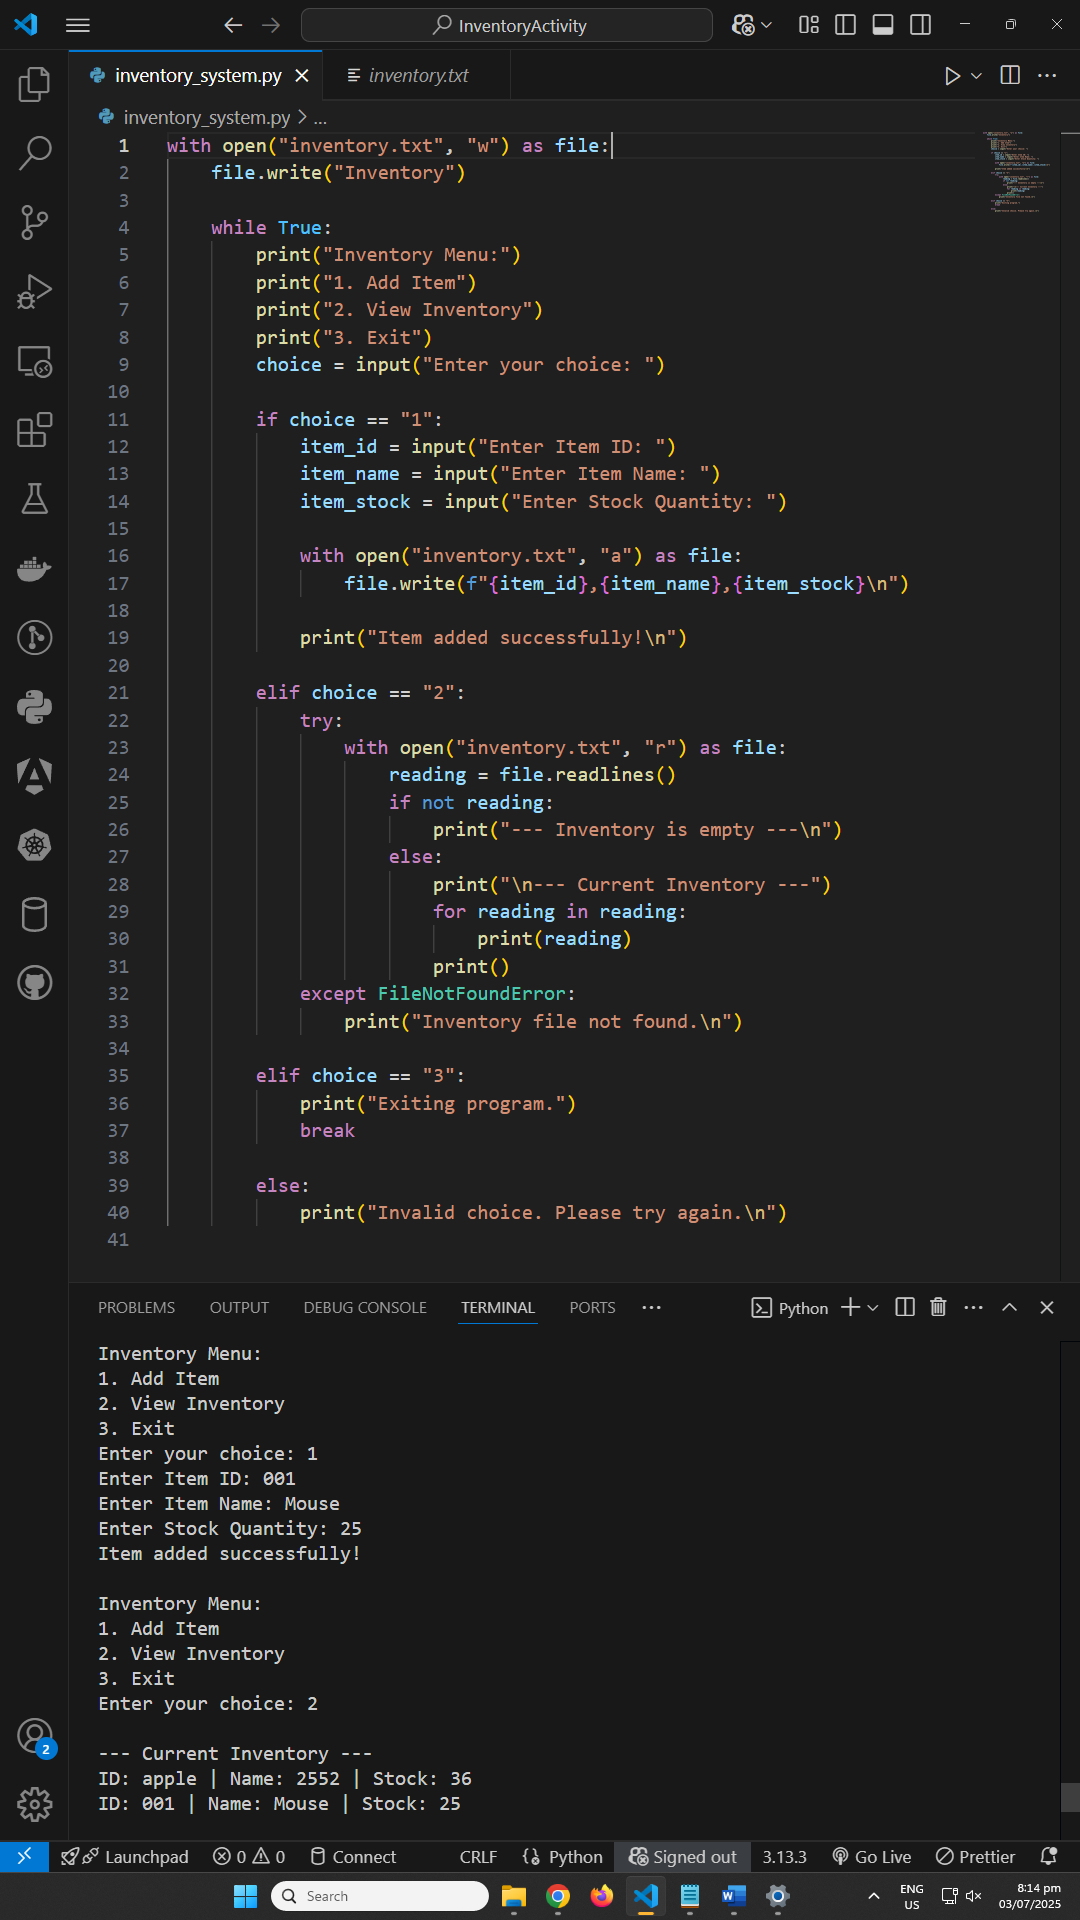 InventoryActivity
inventory_system.py
inventory.txt
inventory_system.py > ...
1 with open("inventory.txt", "w") as file:
2     file.write("Inventory")
3
4     while True:
5         print("Inventory Menu:")
6         print("1. Add Item")
7         print("2. View Inventory")
8         print("3. Exit")
9         choice = input("Enter your choice: ")
10
11         if choice == "1":
12             item_id = input("Enter Item ID: ")
13             item_name = input("Enter Item Name: ")
14             item_stock = input("Enter Stock Quantity: ")
15
16             with open("inventory.txt", "a") as file:
17                 file.write(f"{item_id},{item_name},{item_stock}\n")
18
19             print("Item added successfully!\n")
20
21         elif choice == "2":
22             try:
23                 with open("inventory.txt", "r") as file:
24                     reading = file.readlines()
25                     if not reading:
26                         print("--- Inventory is empty ---\n")
27                     else:
28                         print("\n--- Current Inventory ---")
29                         for reading in reading:
30                             print(reading)
31                         print()
32             except FileNotFoundError:
33                 print("Inventory file not found.\n")
34
35         elif choice == "3":
36             print("Exiting program.")
37             break
38
39         else:
40             print("Invalid choice. Please try again.\n")
41
PROBLEMS OUTPUT DEBUG CONSOLE TERMINAL PORTS ... Python
Inventory Menu:
1. Add Item
2. View Inventory
3. Exit
Enter your choice: 1
Enter Item ID: 001
Enter Item Name: Mouse
Enter Stock Quantity: 25
Item added successfully!

Inventory Menu:
1. Add Item
2. View Inventory
3. Exit
Enter your choice: 2

--- Current Inventory ---
ID: apple | Name: 2552 | Stock: 36
ID: 001 | Name: Mouse | Stock: 25
2
Launchpad 0 0 Connect CRLF {} Python Signed out 3.13.3 Go Live Prettier
Search
ENG
US
8:14 pm
03/07/2025